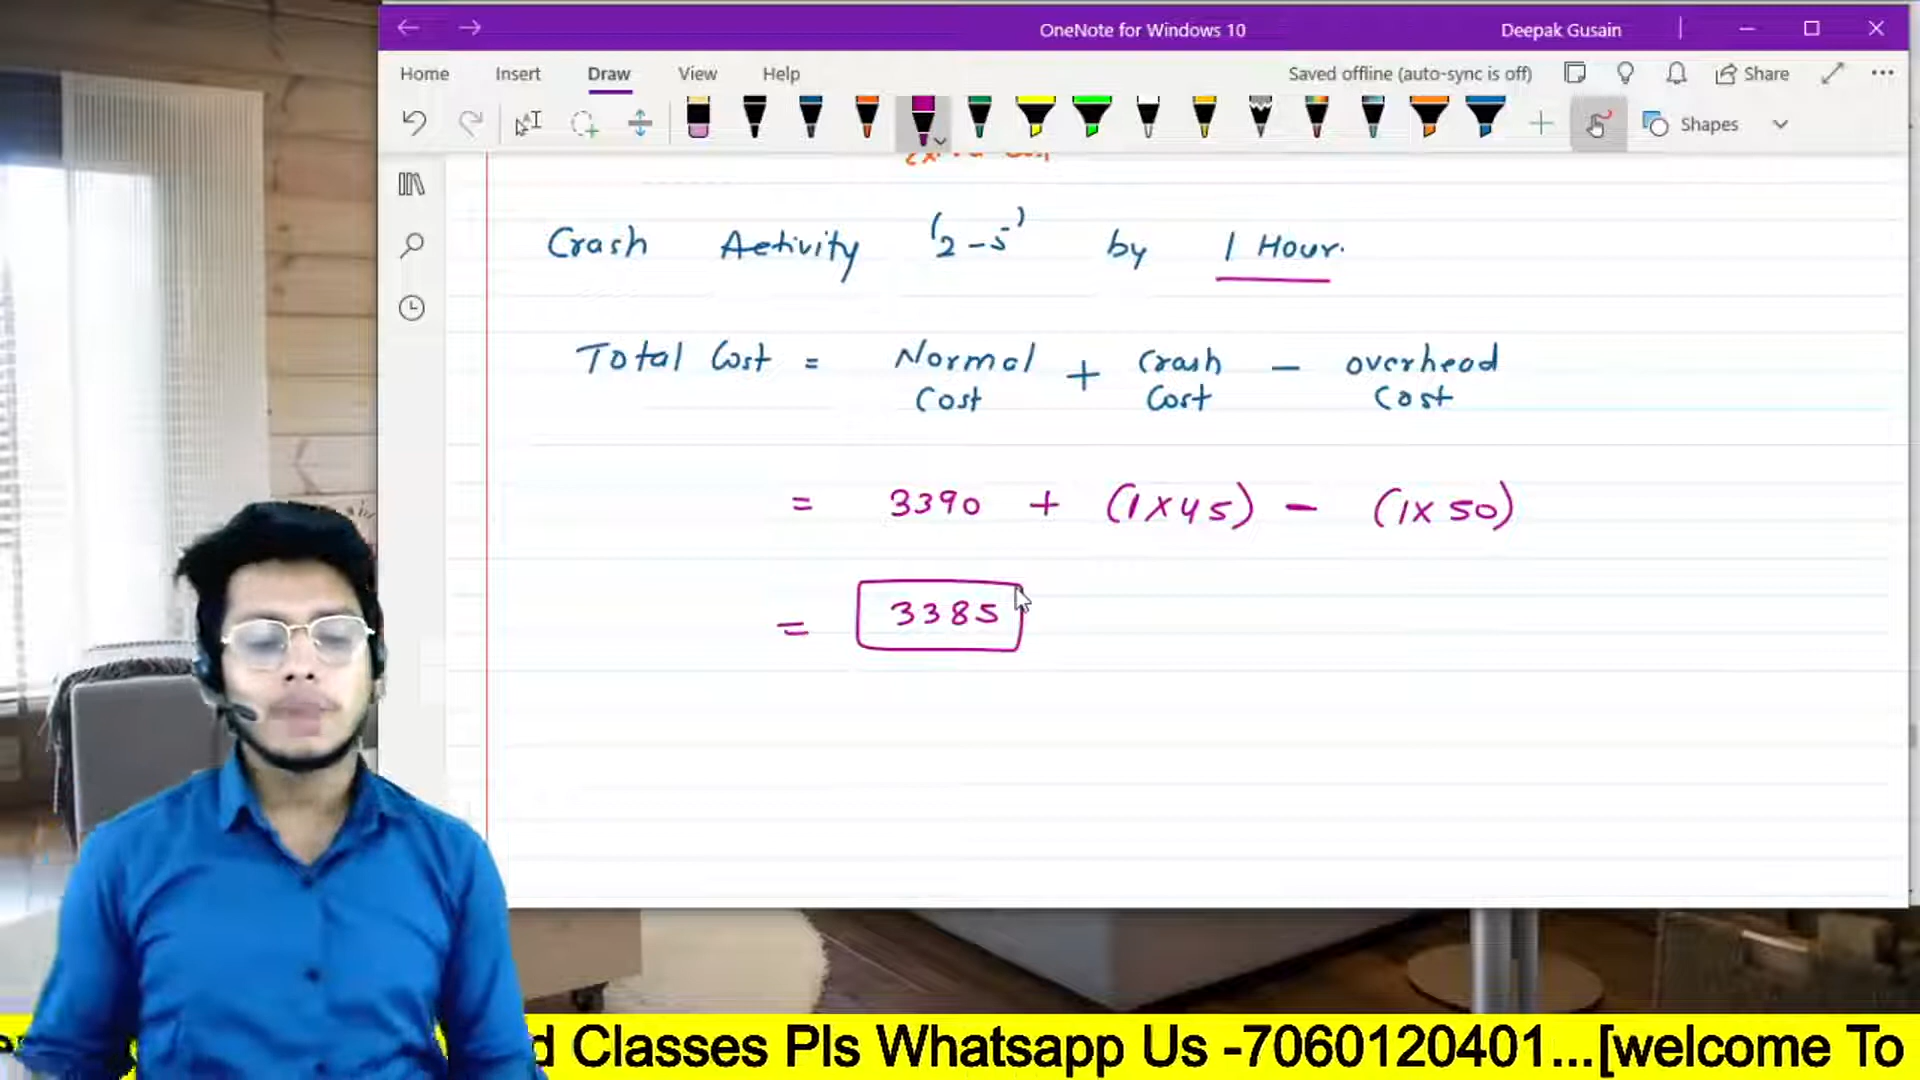 OneNote for Windows 10
Deepak Gusain
Home Insert Draw View Help
Saved offline (auto-sync is off)
Share
Shapes
Crash Activity (2-5) by 1 Hour.
Total Cost = Normal Cost + Crash Cost - overhead Cost
= 3390 + (1×45) - (1×50)
= 3385
d Classes Pls Whatsapp Us -7060120401...[welcome To